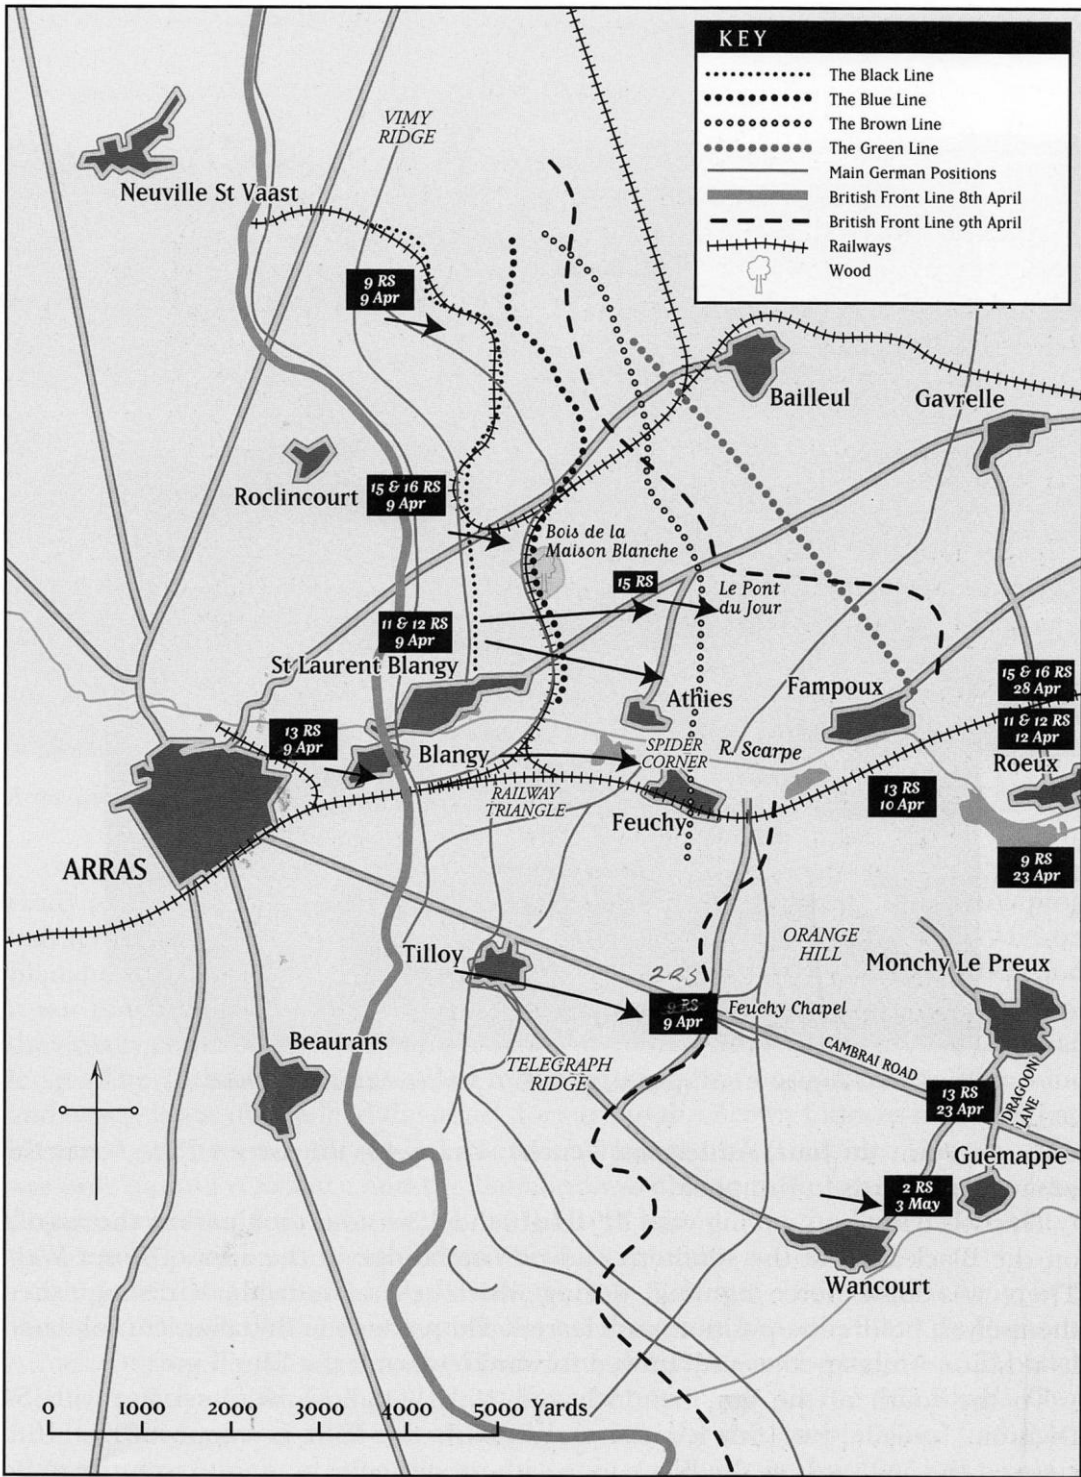 KEY
The Black Line
The Blue Line
The Brown Line
The Green Line
Main German Positions
British Front Line 8th April
British Front Line 9th April
Railways
Wood
VIMY
RIDGE
Neuville St Vaast
9 RS
9 Apr
Bailleul
Gavrelle
Roclincourt
15 & 16 RS
9 Apr
Bois de la
Maison Blanche
15 RS
Le Pont
du Jour
11 & 12 RS
9 Apr
St Laurent Blangy
Athies
Fampoux
15 & 16 RS
28 Apr
11 & 12 RS
12 Apr
13 RS
9 Apr
Blangy
SPIDER
CORNER
R. Scarpe
Roeux
RAILWAY
TRIANGLE
13 RS
10 Apr
Feuchy
ARRAS
9 RS
23 Apr
Tilloy
ORANGE
HILL
Monchy Le Preux
2RS
9 RS
9 Apr
Feuchy Chapel
Beaurans
TELEGRAPH
RIDGE
CAMBRAI ROAD
13 RS
23 Apr
DRAGOON
LANE
Guemappe
2 RS
3 May
Wancourt
0 1000 2000 3000 4000 5000 Yards